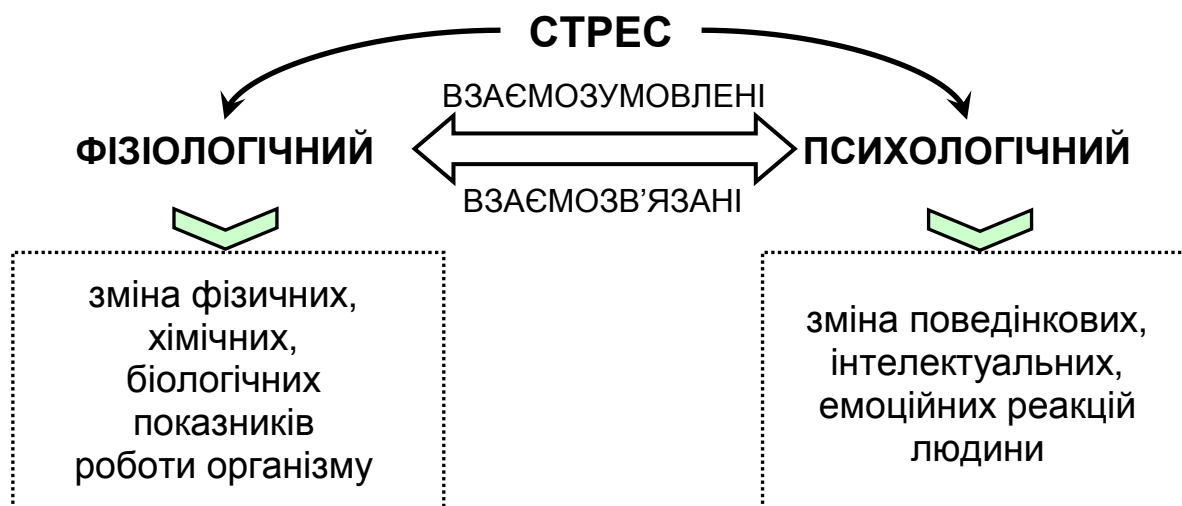 СТРЕС
ВЗАЄМОЗУМОВЛЕНІ
ФІЗІОЛОГІЧНИЙ
ПСИХОЛОГІЧНИЙ
ВЗАЄМОЗВ’ЯЗАНІ
зміна фізичних,
хімічних,
біологічних
показників
роботи організму
зміна поведінкових,
інтелектуальних,
емоційних реакцій
людини